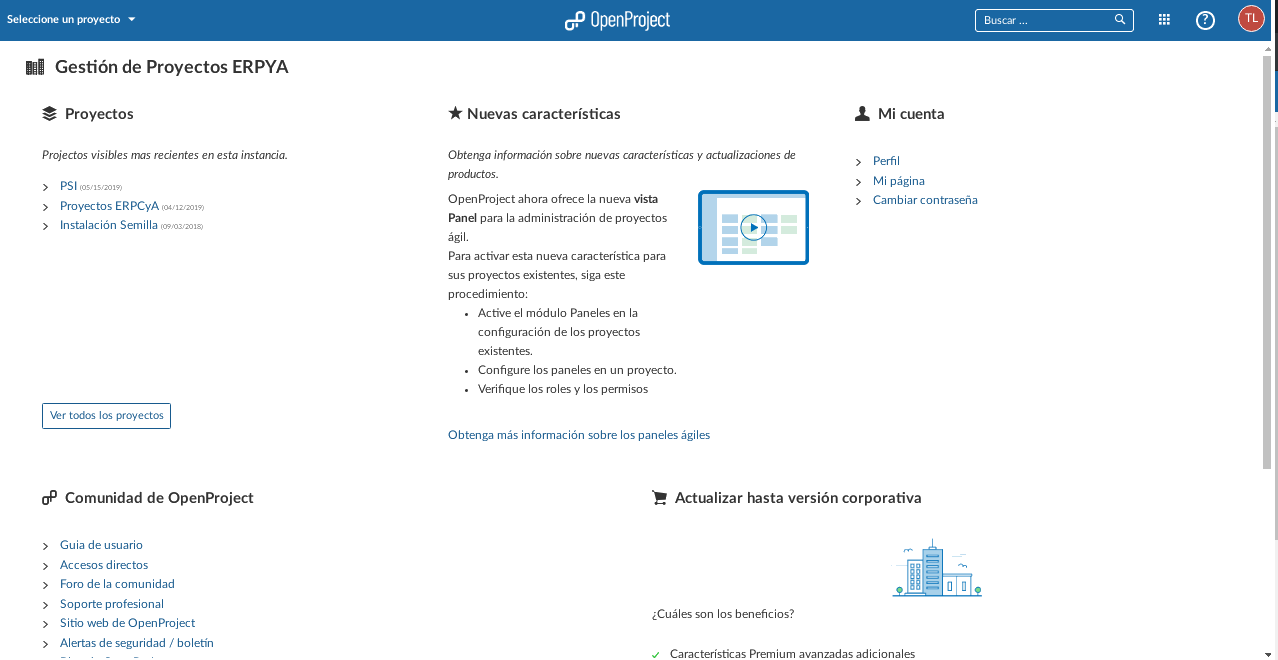 Seleccione un proyecto
OpenProject
Buscar ...
?
TL
Gestión de Proyectos ERPYA
Proyectos
Projectos visibles mas recientes en esta instancia.
PSI (05/15/2019)
Proyectos ERPCyA (04/12/2019)
Instalación Semilla (09/03/2018)
Ver todos los proyectos
Nuevas características
Obtenga información sobre nuevas características y actualizaciones de
productos.
OpenProject ahora ofrece la nueva vista
Panel para la administración de proyectos
ágil.
Para activar esta nueva característica para
sus proyectos existentes, siga este
procedimiento:
• Active el módulo Paneles en la
configuración de los proyectos
existentes.
• Configure los paneles en un proyecto.
• Verifique los roles y los permisos
Obtenga más información sobre los paneles ágiles
Mi cuenta
Perfil
Mi página
Cambiar contraseña
Comunidad de OpenProject
Guia de usuario
Accesos directos
Foro de la comunidad
Soporte profesional
Sitio web de OpenProject
Alertas de seguridad / boletín
Actualizar hasta versión corporativa
¿Cuáles son los beneficios?
Características Premium avanzadas adicionales